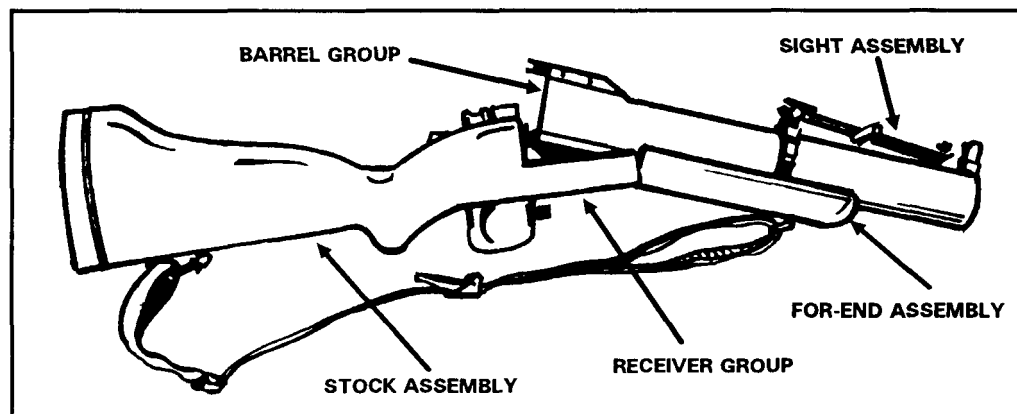 SIGHT ASSEMBLY
BARREL GROUP
FOR-END ASSEMBLY
RECEIVER GROUP
STOCK ASSEMBLY